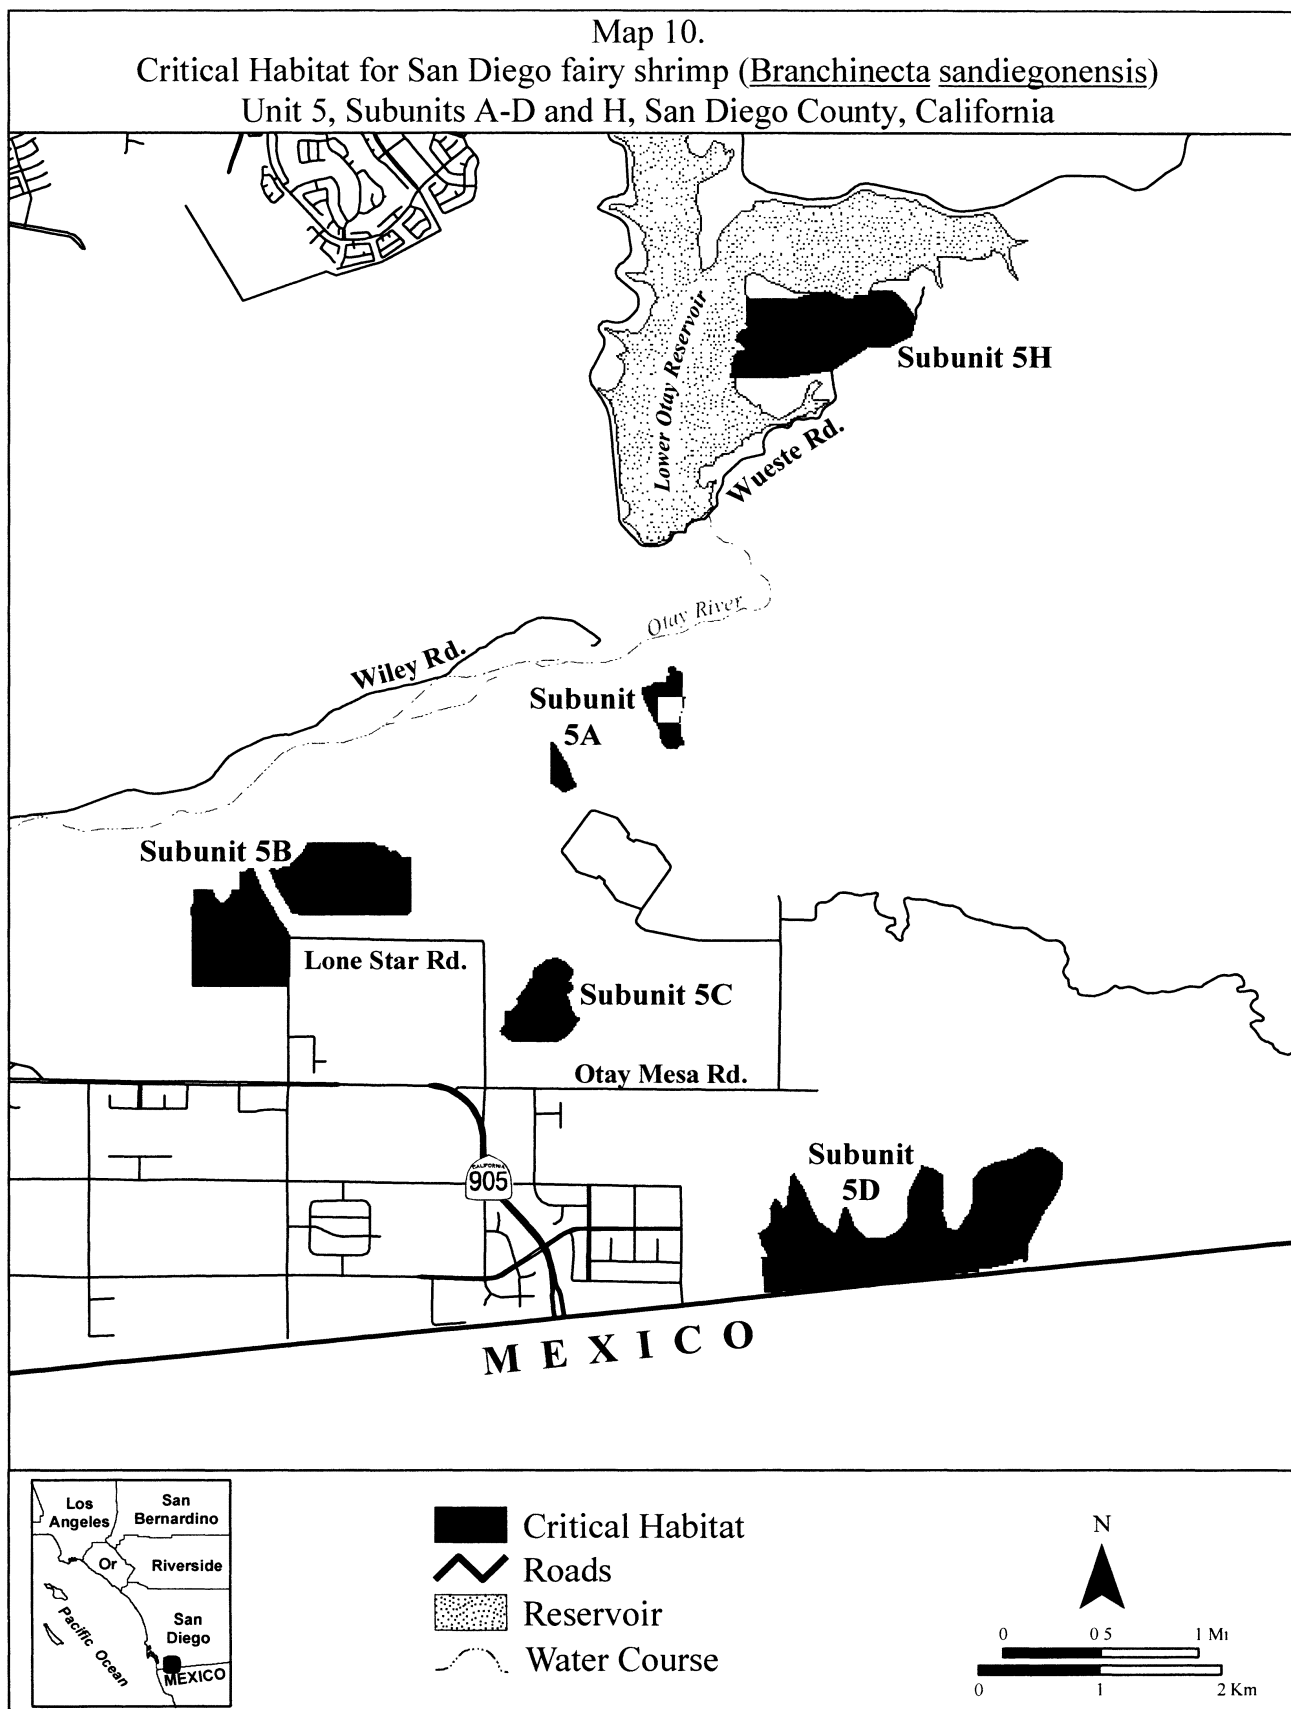 Map 10.
Critical Habitat for San Diego fairy shrimp (Branchinecta sandiegonensis)
Unit 5, Subunits A-D and H, San Diego County, California
Lower Otay Reservoir
Subunit 5H
Wueste Rd.
Otay River
Wiley Rd.
Subunit
5A
Subunit 5B
Lone Star Rd.
Subunit 5C
Otay Mesa Rd.
CALIFORNIA
905
Subunit
5D
MEXICO
Los
Angeles
San
Bernardino
Or
Riverside
San
Diego
Pacific Ocean
MEXICO
Critical Habitat
Roads
Reservoir
Water Course
N
0 0 5 1 Mi
0 1 2 Km